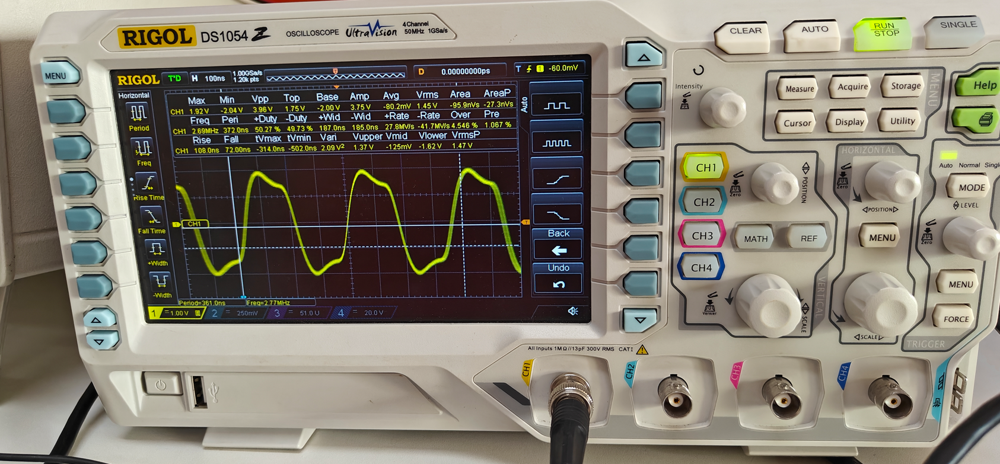 RIGOL DS1054 Z OSCILLOSCOPE UltraVision 4 Channel 50MHz 1GSa/s
CLEAR AUTO RUN STOP SINGLE
MENU
RIGOL T'D H 100ns 1.00GSa/s 1.20k pts T D 0.00000000ps T 1 -60.0mV
Horizontal
Max Min Vpp Top Base Amp Avg Vrms Area AreaP
CH1 1.92 V -2.04 V 3.96 V 1.75 V -2.00 V 3.75 V -80.2mV 1.45 V -95.9nVs -27.3nVs
Freq Peri +Duty -Duty +Wid -Wid +Rate -Rate Over Pre
CH1 2.69MHz 372.0ns 50.27 % 49.73 % 187.0ns 185.0ns 27.8MV/s -41.7MV/s 4.546 % 1.067 %
Rise Fall tVmax tVmin Vari Vupper Vmid Vlower VrmsP
CH1 108.0ns 72.00ns -314.0ns -502.0ns 2.09 V² 1.37 V -125mV -1.62 V 1.47 V
Period
Freq
Rise Time
Fall Time
+Width
-Width
Auto
Back
Undo
1 CH1 T
Period=361.0ns Freq=2.77MHz
1 = 1.00 V B 2 = 250mV 3 = 51.0 U 4 = 20.0 V
Intensity
Measure Acquire Storage
Cursor Display Utility
MENU
Help
CH1
CH2
CH3
CH4
Zero
POSITION
MATH REF
Vernier
SCALE
VERTICAL
HORIZONTAL
Zero
POSITION
MENU
SCALE
Auto Normal Single
MODE
LEVEL
Zero
MENU
FORCE
TRIGGER
All Inputs 1MΩ//13pF 300V RMS CAT I
CH1 CH2 CH3 CH4